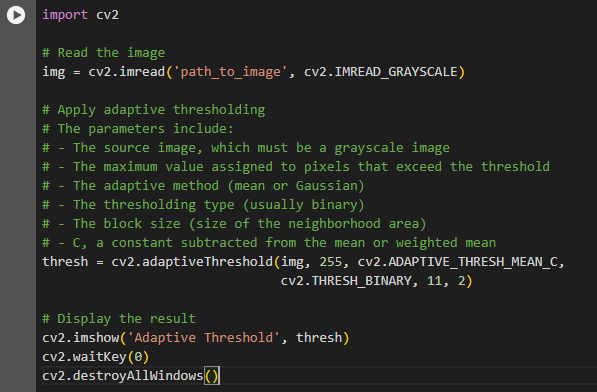 import cv2
# Read the image
img = cv2.imread('path_to_image', cv2.IMREAD_GRAYSCALE)
# Apply adaptive thresholding
# The parameters include:
# - The source image, which must be a grayscale image
# - The maximum value assigned to pixels that exceed the threshold
# - The adaptive method (mean or Gaussian)
# - The thresholding type (usually binary)
# - The block size (size of the neighborhood area)
# - C, a constant subtracted from the mean or weighted mean
thresh = cv2.adaptiveThreshold(img, 255, cv2.ADAPTIVE_THRESH_MEAN_C,
cv2.THRESH_BINARY, 11, 2)
# Display the result
cv2.imshow('Adaptive Threshold', thresh)
cv2.waitKey(0)
cv2.destroyAllWindows()